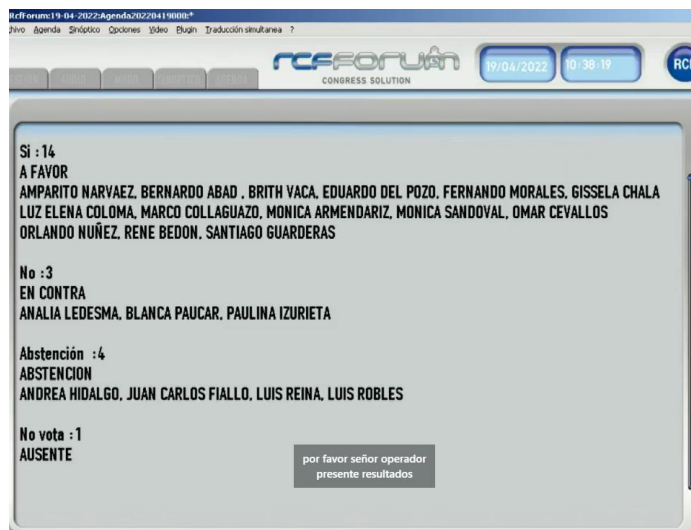 RcfForum:19-04-2022:Agenda20220419000:*
Agenda Sinóptico Opciones Video Plugin Traducción simultanea ?
RCFFORUM
CONGRESS SOLUTION
19/04/2022
10:38:19
Si : 14
A FAVOR
AMPARITO NARVAEZ, BERNARDO ABAD , BRITH VACA, EDUARDO DEL POZO, FERNANDO MORALES, GISSELA CHALA
LUZ ELENA COLOMA, MARCO COLLAGUAZO, MONICA ARMENDARIZ, MONICA SANDOVAL, OMAR CEVALLOS
ORLANDO NUÑEZ, RENE BEDON, SANTIAGO GUARDERAS
No :3
EN CONTRA
ANALIA LEDESMA, BLANCA PAUCAR, PAULINA IZURIETA
Abstención :4
ABSTENCION
ANDREA HIDALGO, JUAN CARLOS FIALLO, LUIS REINA, LUIS ROBLES
No vota : 1
AUSENTE
por favor señor operador
presente resultados